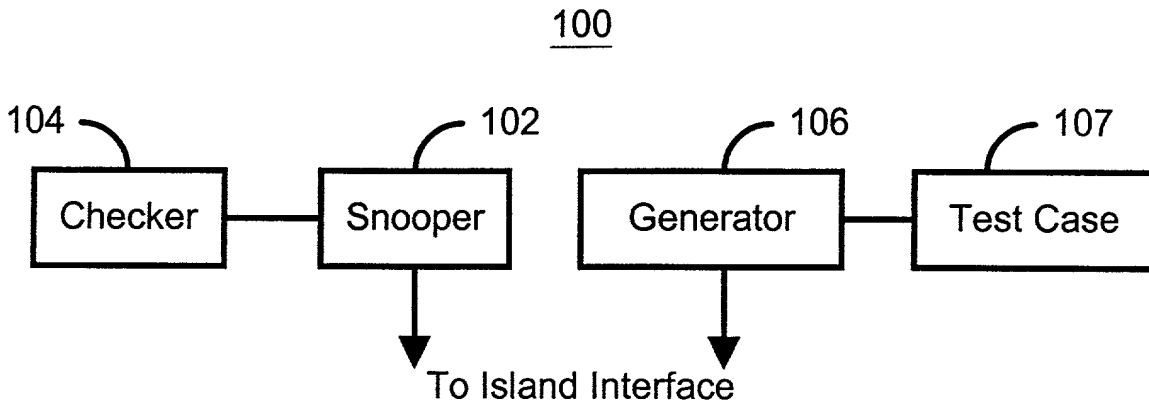 100
104 102 106 107
Checker Snooper Generator Test Case
To Island Interface